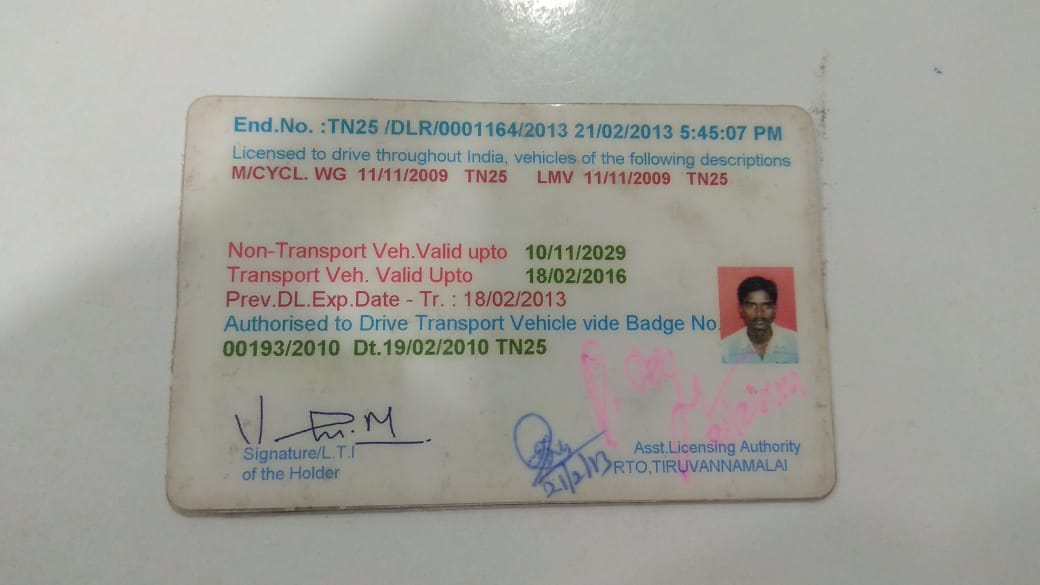 End.No. :TN25 /DLR/0001164/2013 21/02/2013 5:45:07 PM
Licensed to drive throughout India, vehicles of the following descriptions
M/CYCL. WG 11/11/2009 TN25 LMV 11/11/2009 TN25
Non-Transport Veh.Valid upto 10/11/2029
Transport Veh. Valid Upto 18/02/2016
Prev.DL.Exp.Date - Tr. : 18/02/2013
Authorised to Drive Transport Vehicle vide Badge No.
00193/2010 Dt.19/02/2010 TN25
Signature/L.T.I
of the Holder
21/2/13
Asst.Licensing Authority
RTO,TIRUVANNAMALAI